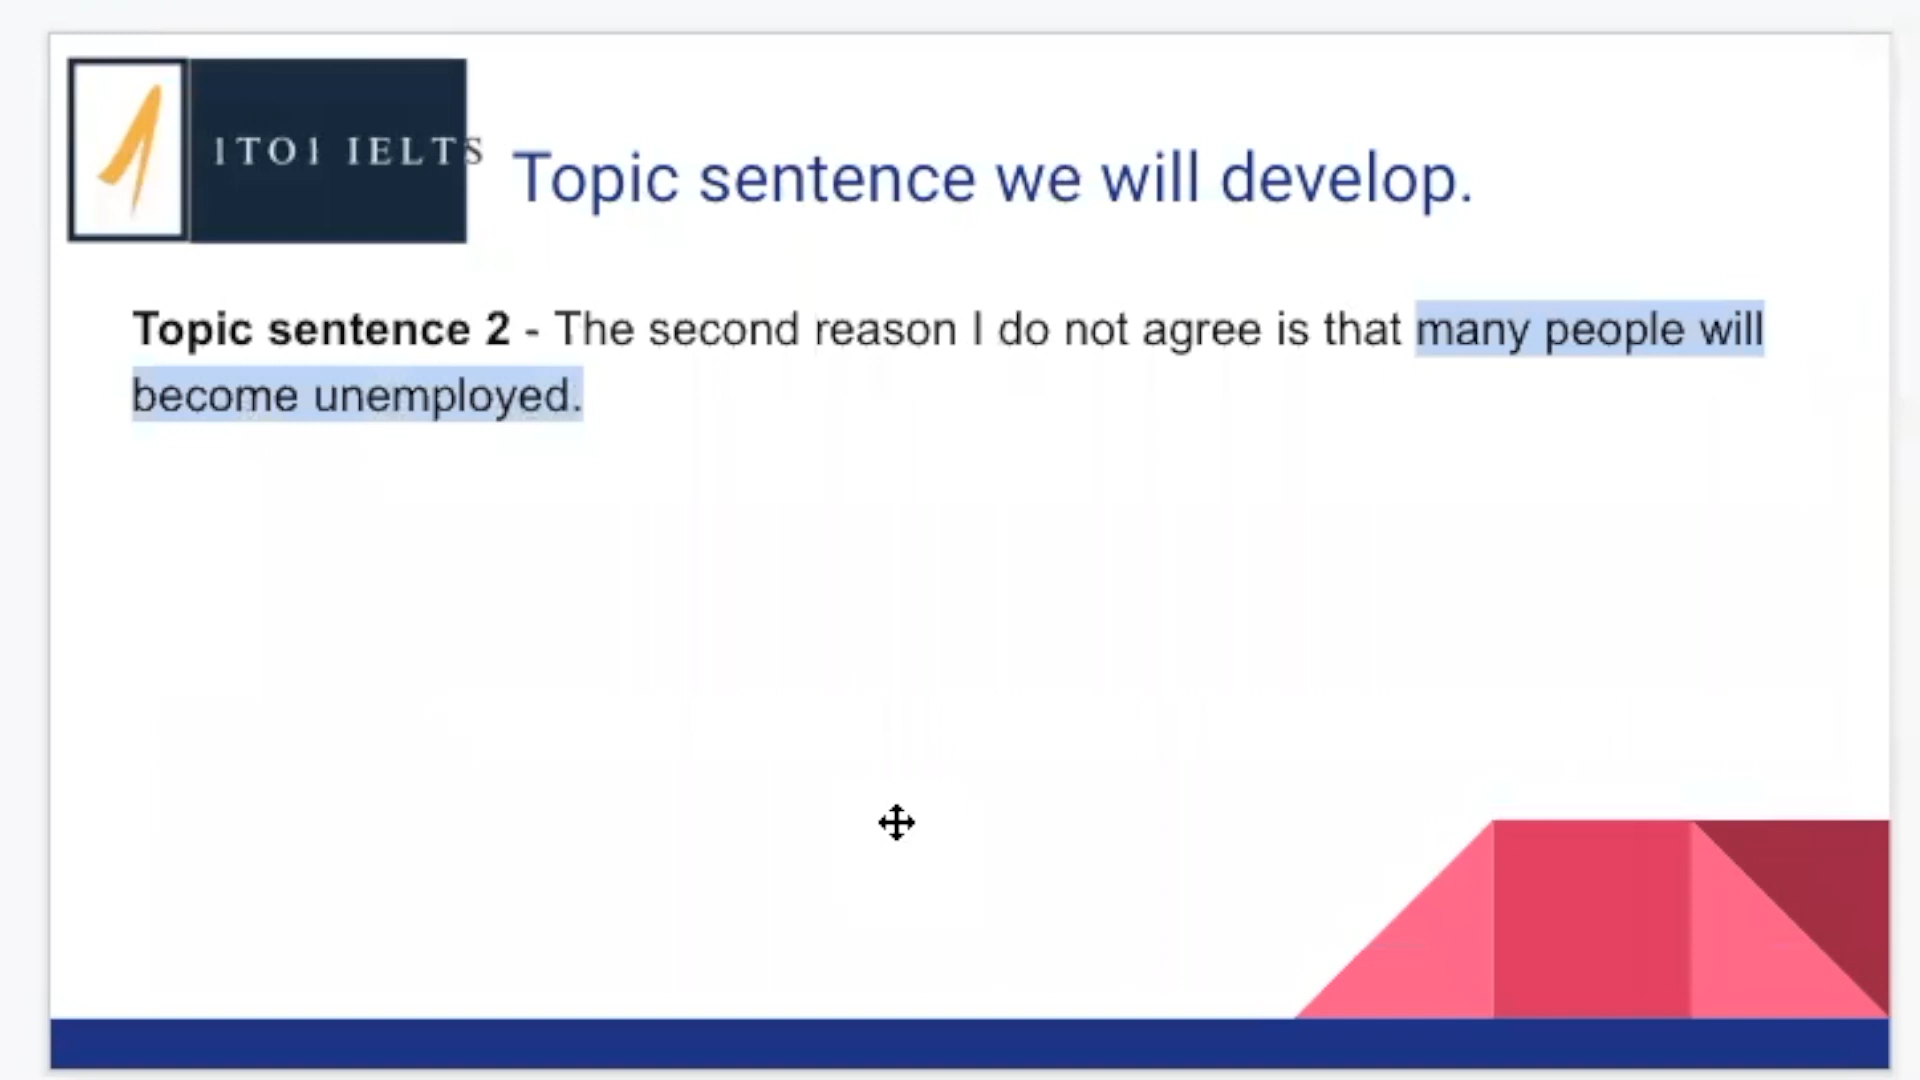 1TO1 IELTS
Topic sentence we will develop.
Topic sentence 2 - The second reason I do not agree is that many people will
become unemployed.